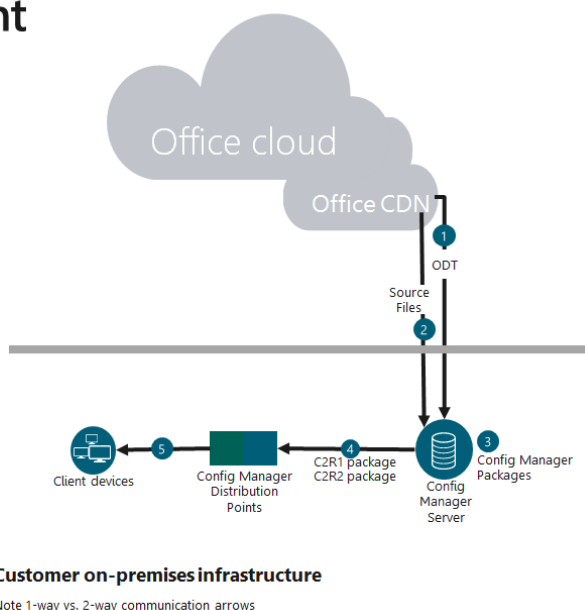 nt
Office cloud
Office CDN
1
ODT
Source
Files
2
3
Config Manager
Packages
4
C2R1 package
C2R2 package
5
Client devices
Config Manager
Distribution
Points
Config
Manager
Server
Customer on-premises infrastructure
Note 1-way vs. 2-way communication arrows